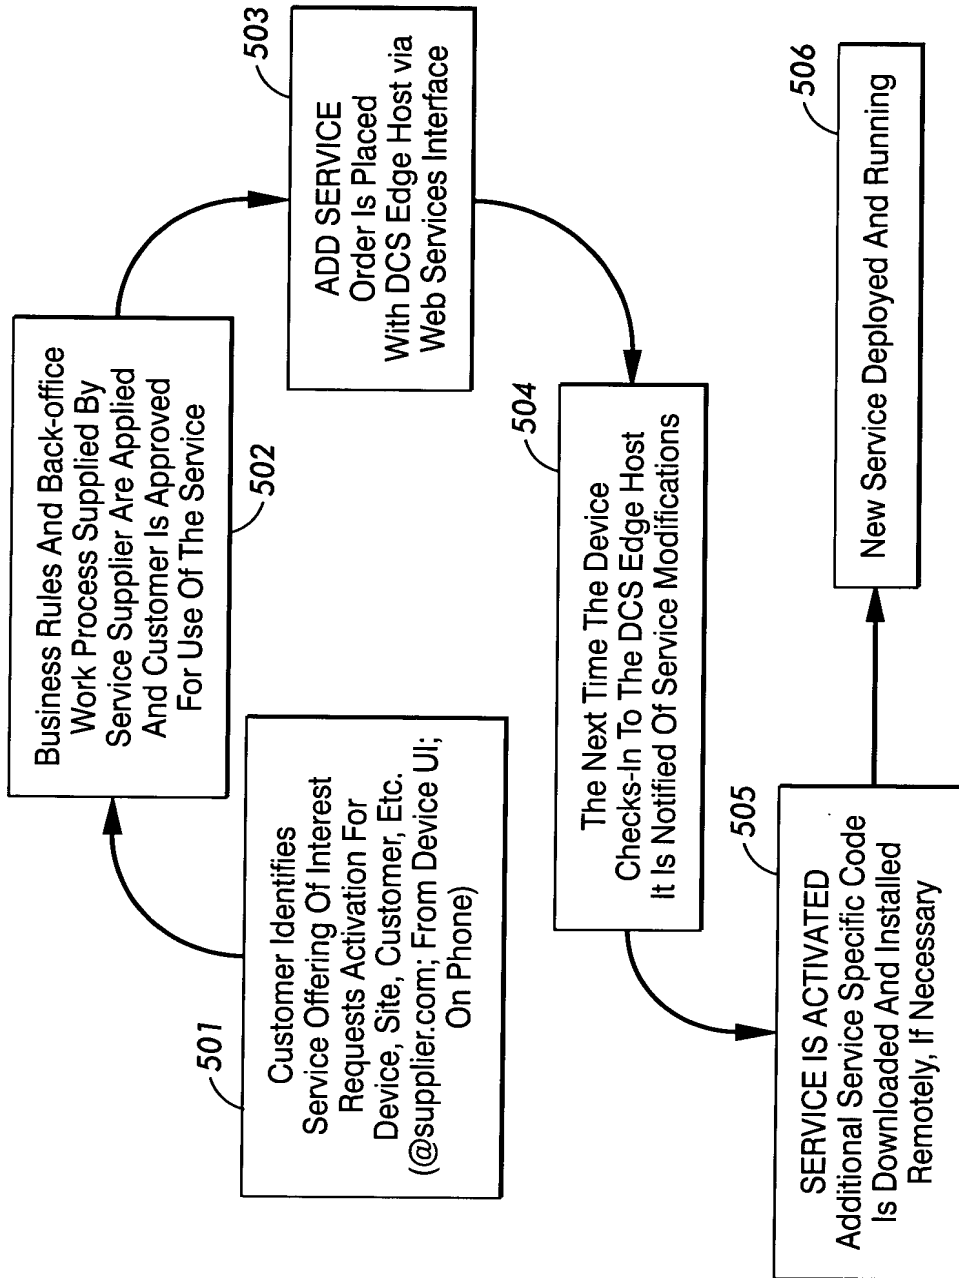 501
Customer Identifies
Service Offering Of Interest
Requests Activation For
Device, Site, Customer, Etc.
(@supplier.com; From Device UI;
On Phone)
Business Rules And Back-office
Work Process Supplied By
Service Supplier Are Applied
And Customer Is Approved
For Use Of The Service
502
503
ADD SERVICE
Order Is Placed
With DCS Edge Host via
Web Services Interface
504
The Next Time The Device
Checks-In To The DCS Edge Host
It Is Notified Of Service Modifications
505
SERVICE IS ACTIVATED
Additional Service Specific Code
Is Downloaded And Installed
Remotely, If Necessary
506
New Service Deployed And Running